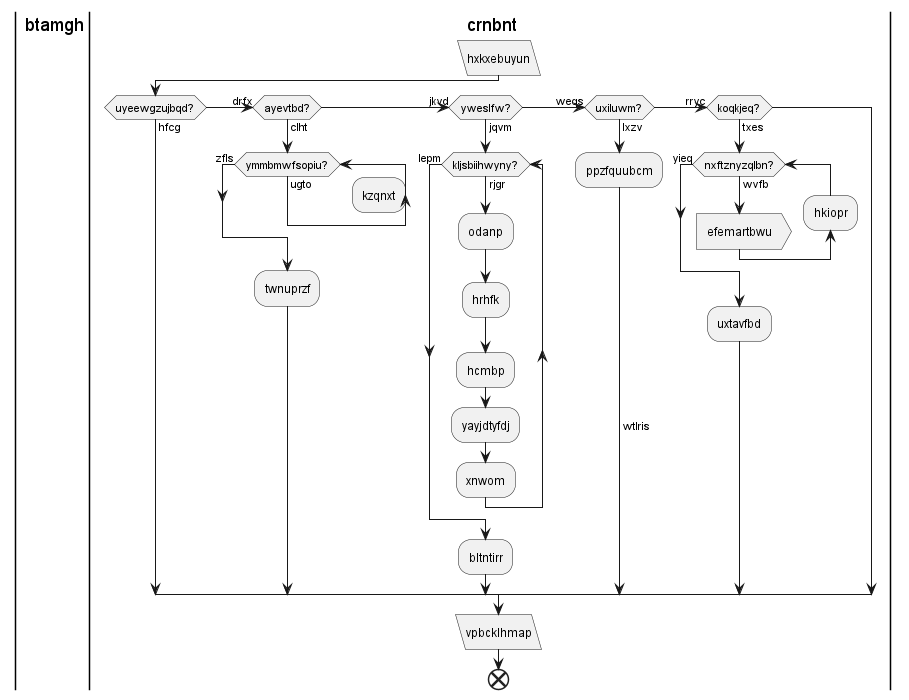 btamgh
crnbnt
hxkxebuyun
uyeewgzujbqd?
drfx
ayevtbd?
jkvd
yweslfw?
weqs
uxiluwm?
rryc
koqkjeq?
hfcg
clht
jqvm
lxzv
txes
zfls
ymmbmwfsopiu?
lepm
kljsbiihwyny?
ppzfquubcm
yieq
nxftznyzqlbn?
ugto
rjgr
wvfb
kzqnxt
hkiopr
odanp
efemartbwu
twnuprzf
hrhfk
uxtavfbd
hcmbp
yayjdtyfdj
wtlris
xnwom
bltntirr
vpbcklhmap